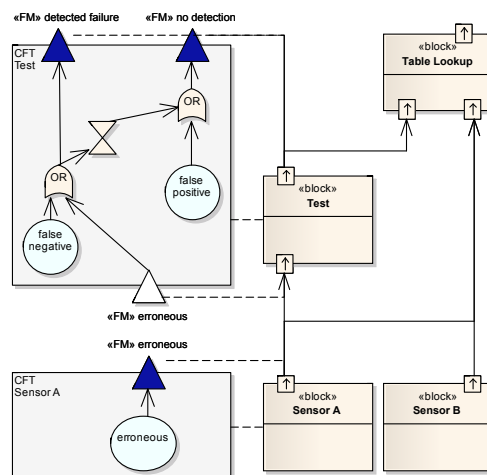 «FM» detected failure
«FM» no detection
CFT
Test
OR
OR
false
positive
false
negative
«FM» erroneous
«block»
Table Lookup
«block»
Test
«FM» erroneous
CFT
Sensor A
erroneous
«block»
Sensor A
«block»
Sensor B